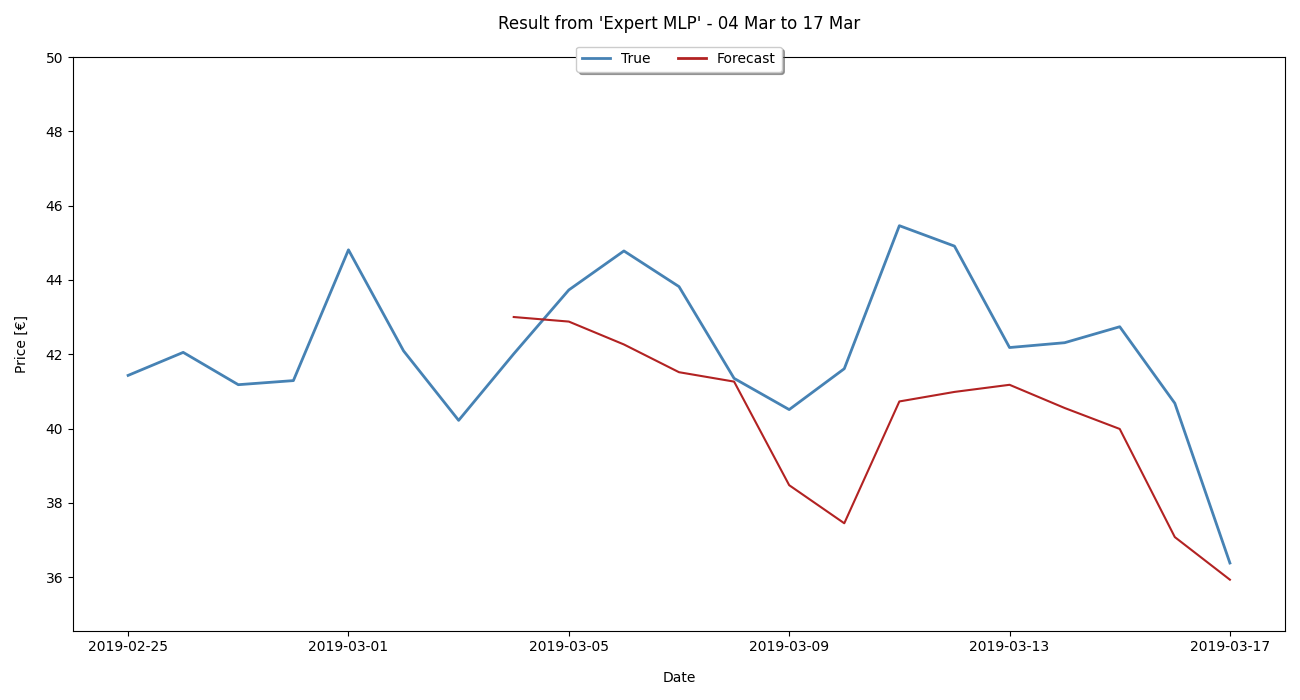 Result from 'Expert MLP' - 04 Mar to 17 Mar
True Forecast
50
48
46
44
42
40
38
36
Price [€]
2019-02-25 2019-03-01 2019-03-05 2019-03-09 2019-03-13 2019-03-17
Date